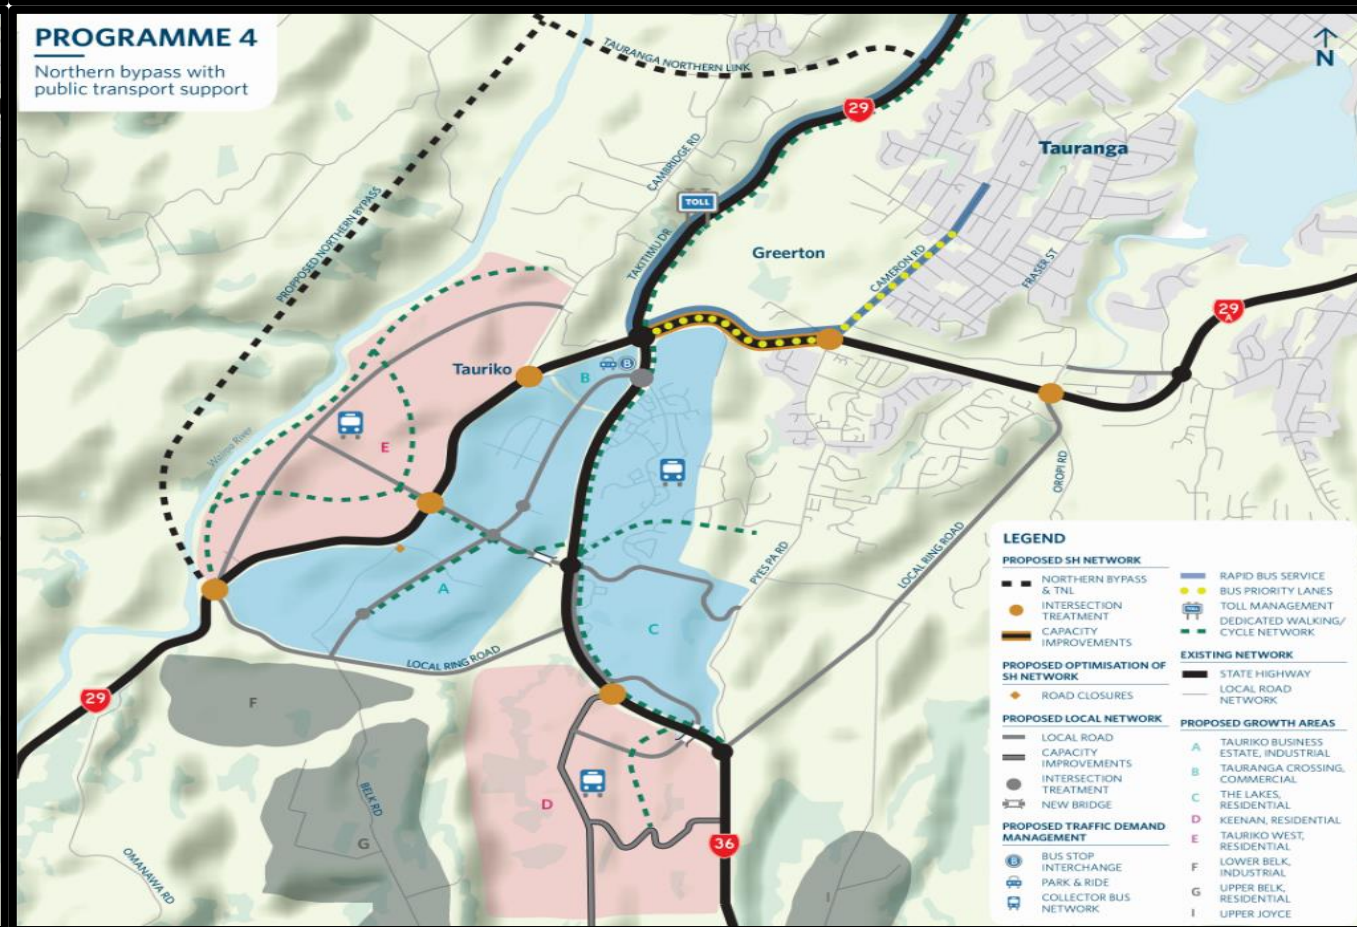 PROGRAMME 4
Northern bypass with
public transport support
N
TAURANGA NORTHERN LINK
29
CAMBRIDGE RD
Tauranga
TOLL
PROPPOSED NORTHERN BYPASS
TAKITIMU DR
Greerton
CAMERON RD
FRASER ST
29
A
Tauriko
B
B
E
Wairoa River
OROPI RD
PYES PA RD
LOCAL RING ROAD
A
C
LOCAL RING ROAD
29
F
D
BELK RD
G
36
OMANAWA RD
I
LEGEND
PROPOSED SH NETWORK
NORTHERN BYPASS
& TNL
INTERSECTION
TREATMENT
CAPACITY
IMPROVEMENTS
PROPOSED OPTIMISATION OF
SH NETWORK
ROAD CLOSURES
PROPOSED LOCAL NETWORK
LOCAL ROAD
CAPACITY
IMPROVEMENTS
INTERSECTION
TREATMENT
NEW BRIDGE
PROPOSED TRAFFIC DEMAND
MANAGEMENT
B
BUS STOP
INTERCHANGE
PARK & RIDE
COLLECTOR BUS
NETWORK
RAPID BUS SERVICE
BUS PRIORITY LANES
TOLL MANAGEMENT
DEDICATED WALKING/
CYCLE NETWORK
EXISTING NETWORK
STATE HIGHWAY
LOCAL ROAD
NETWORK
PROPOSED GROWTH AREAS
A TAURIKO BUSINESS
ESTATE, INDUSTRIAL
B TAURANGA CROSSING,
COMMERCIAL
C THE LAKES,
RESIDENTIAL
D KEENAN, RESIDENTIAL
E TAURIKO WEST,
RESIDENTIAL
F LOWER BELK,
INDUSTRIAL
G UPPER BELK,
RESIDENTIAL
I UPPER JOYCE